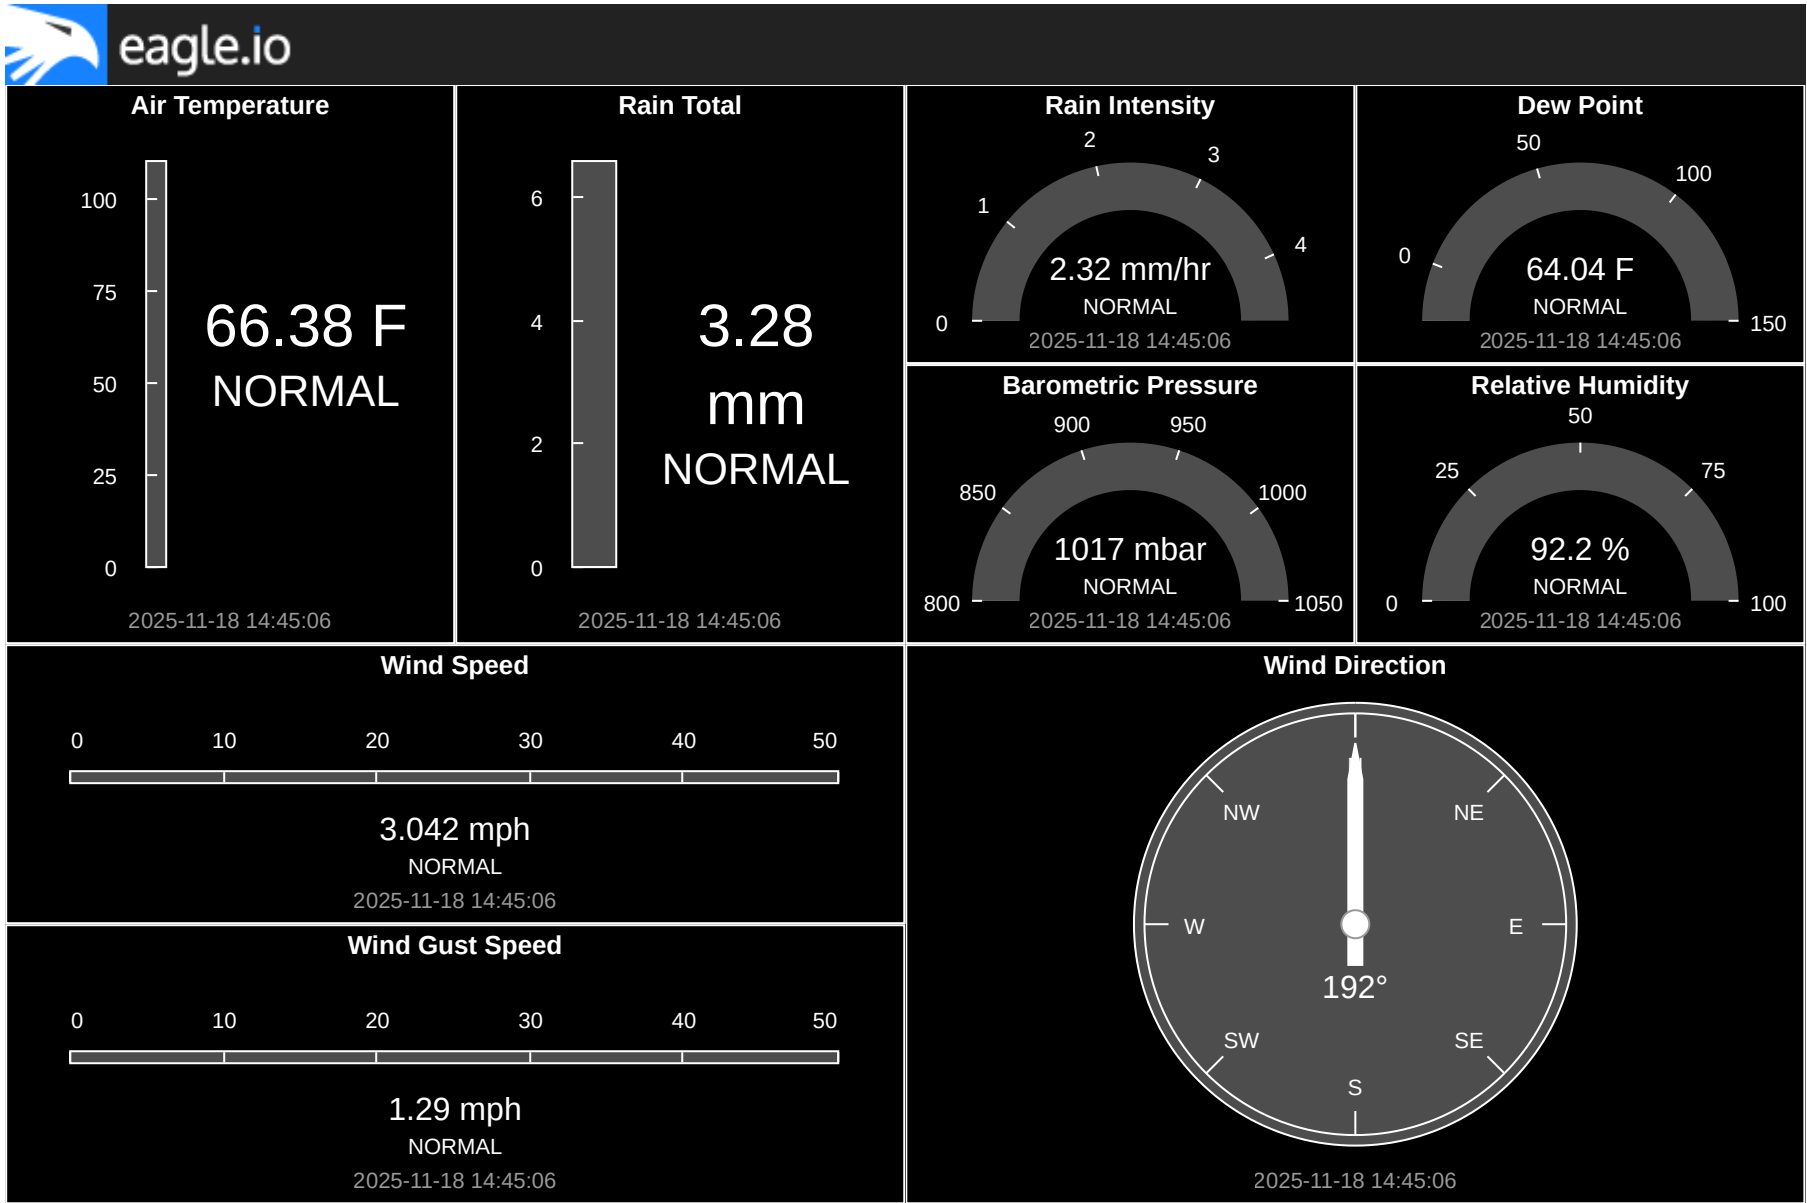 eagle.io
Air Temperature
100
75
50
25
0
66.38 F
NORMAL
2025-11-18 14:45:06
Rain Total
6
4
2
0
3.28
mm
NORMAL
2025-11-18 14:45:06
Rain Intensity
0
1
2
3
4
2.32 mm/hr
NORMAL
2025-11-18 14:45:06
Dew Point
0
50
100
150
64.04 F
NORMAL
2025-11-18 14:45:06
Barometric Pressure
800
850
900
950
1000
1050
1017 mbar
NORMAL
2025-11-18 14:45:06
Relative Humidity
0
25
50
75
100
92.2 %
NORMAL
2025-11-18 14:45:06
Wind Speed
0 10 20 30 40 50
3.042 mph
NORMAL
2025-11-18 14:45:06
Wind Gust Speed
0 10 20 30 40 50
1.29 mph
NORMAL
2025-11-18 14:45:06
Wind Direction
NW NE
W E
192°
SW SE
S
2025-11-18 14:45:06